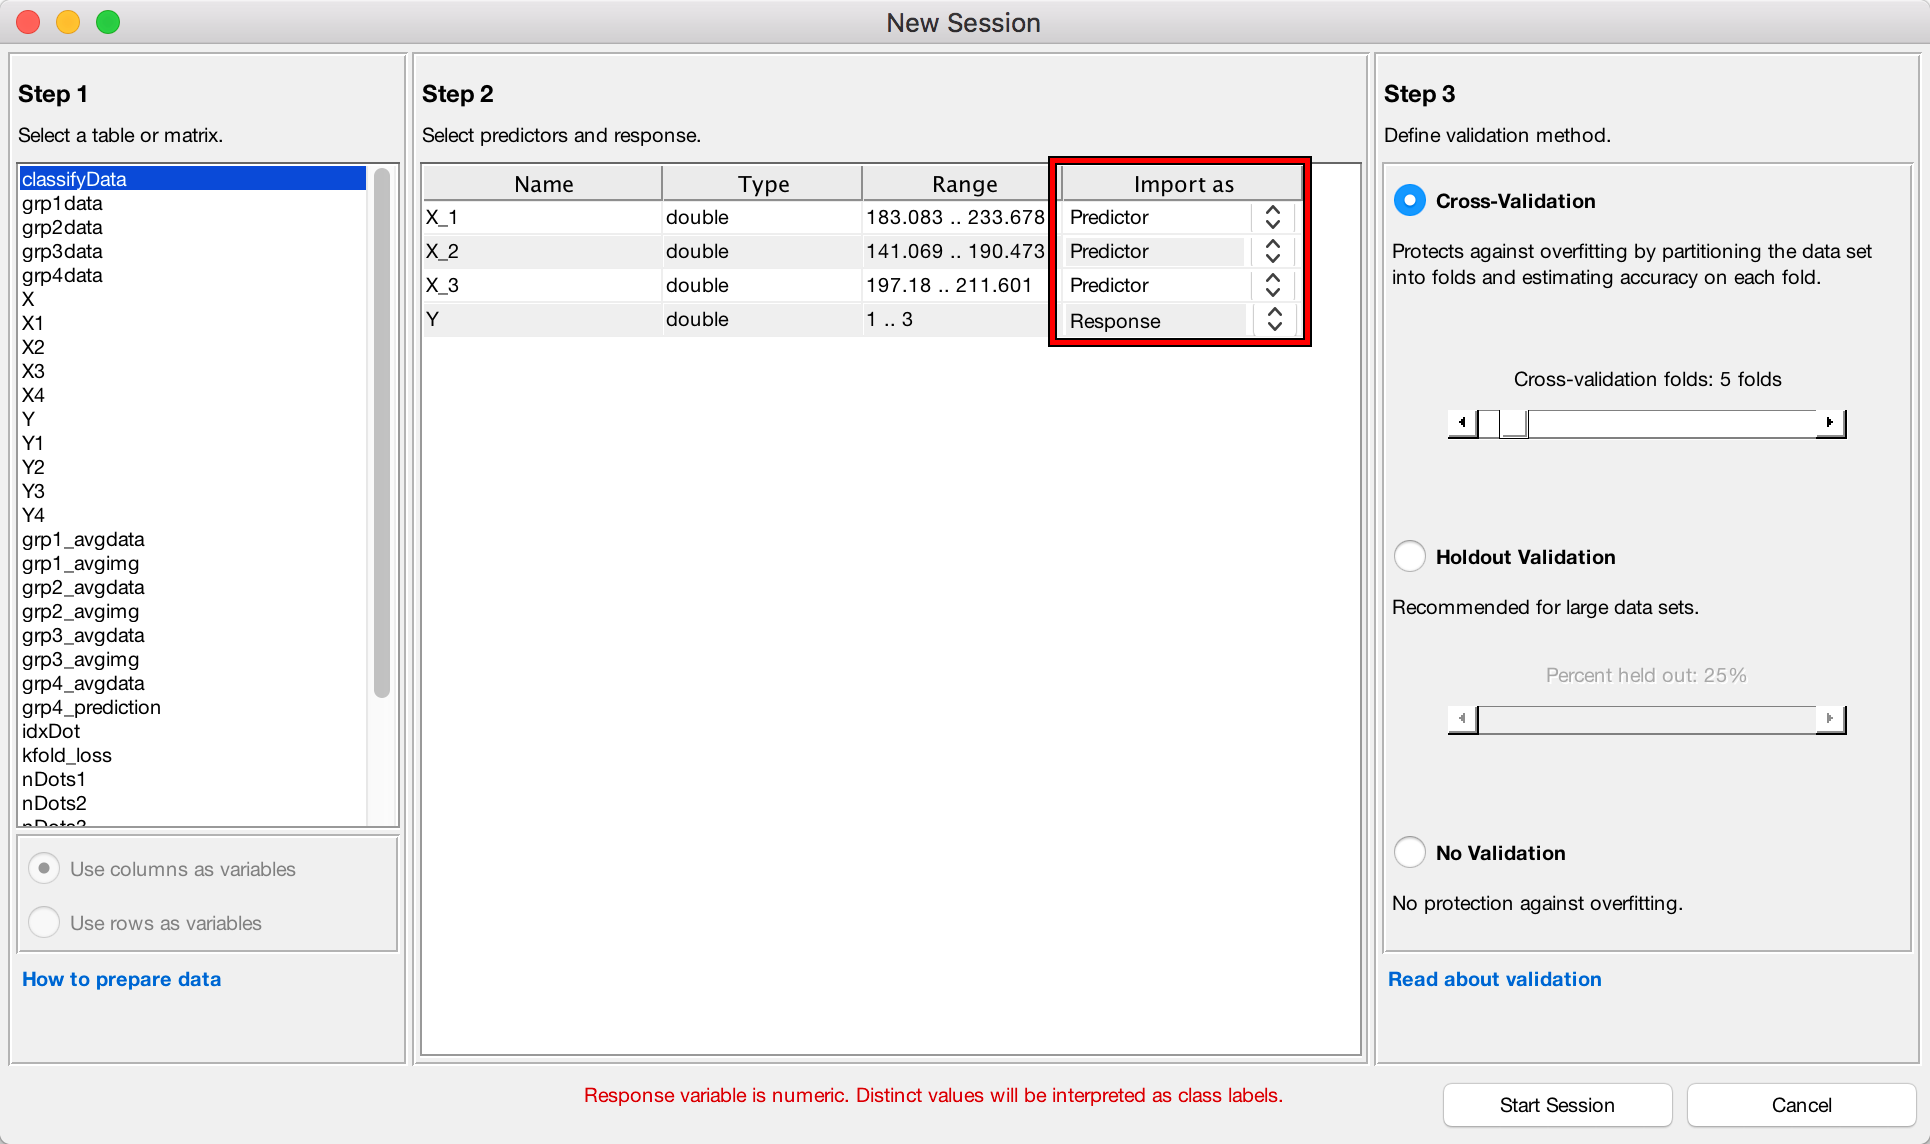 New Session
Step 1
Select a table or matrix.
classifyData
grp1data
grp2data
grp3data
grp4data
X
X1
X2
X3
X4
Y
Y1
Y2
Y3
Y4
grp1_avgdata
grp1_avgimg
grp2_avgdata
grp2_avgimg
grp3_avgdata
grp3_avgimg
grp4_avgdata
grp4_prediction
idxDot
kfold_loss
nDots1
nDots2
nDots3
Use columns as variables
Use rows as variables
How to prepare data
Step 2
Select predictors and response.
Name Type Range Import as
X_1 double 183.083 .. 233.678 Predictor
X_2 double 141.069 .. 190.473 Predictor
X_3 double 197.18 .. 211.601 Predictor
Y double 1 .. 3 Response
Step 3
Define validation method.
Cross-Validation
Protects against overfitting by partitioning the data set
into folds and estimating accuracy on each fold.
Cross-validation folds: 5 folds
Holdout Validation
Recommended for large data sets.
Percent held out: 25%
No Validation
No protection against overfitting.
Read about validation
Response variable is numeric. Distinct values will be interpreted as class labels.
Start Session
Cancel